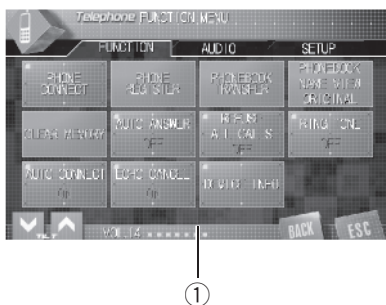 Telephone FUNCTION MENU
FUNCTION AUDIO SETUP
PHONE CONNECT
PHONE REGISTER
PHONEBOOK TRANSFER
PHONEBOOK NAME VIEW ORIGINAL
CLEAR MEMORY
AUTO ANSWER
OFF
REFUSE ALL CALLS
OFF
RING TONE
OFF
AUTO CONNECT
On
ECHO CANCEL
On
DEVICE INFO
TILT
VOL:14
BACK
ESC
①